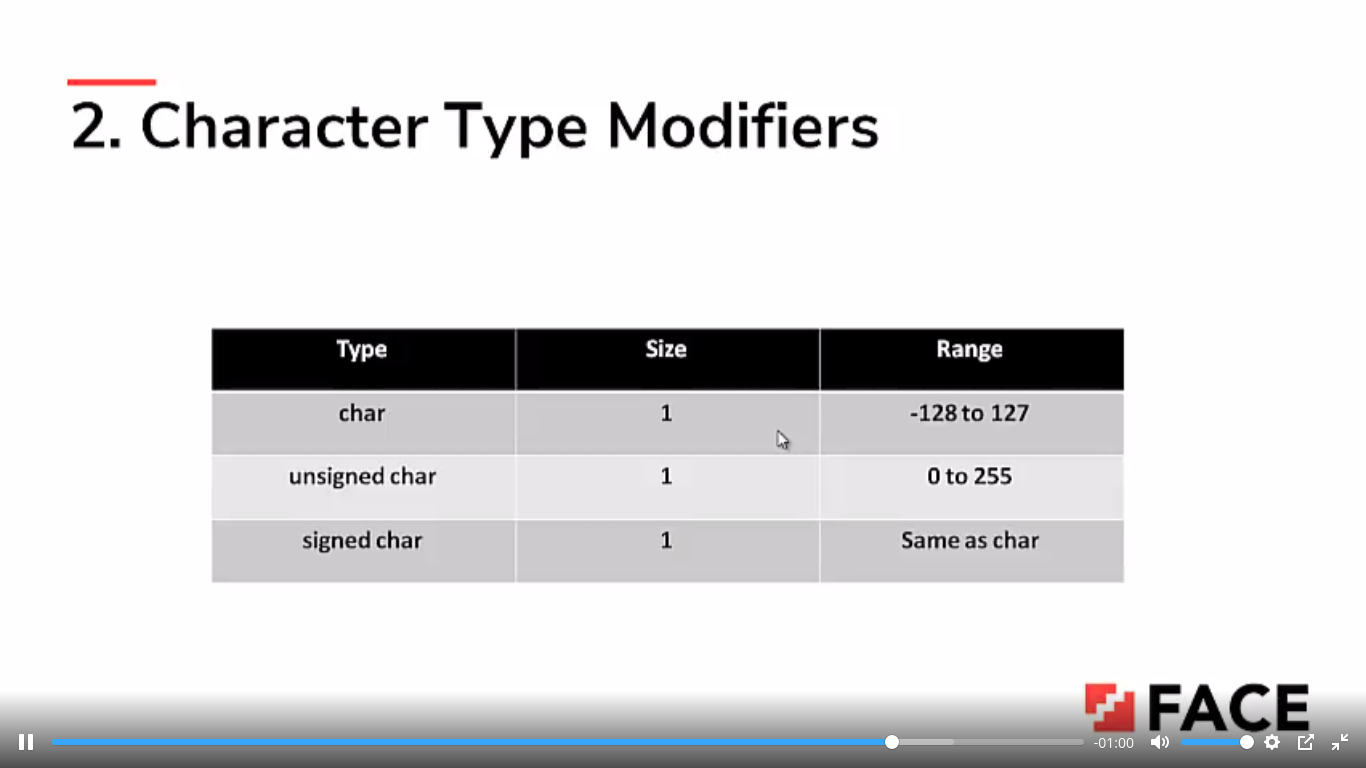 2. Character Type Modifiers
Type Size Range
char 1 -128 to 127
unsigned char 1 0 to 255
signed char 1 Same as char
FACE
-01:00